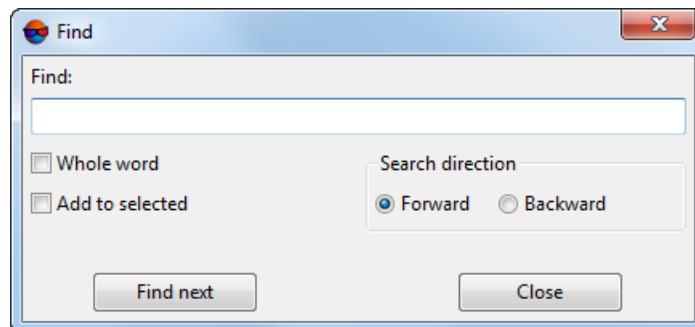 Find
Find:
Whole word
Search direction
Add to selected
Forward
Backward
Find next
Close